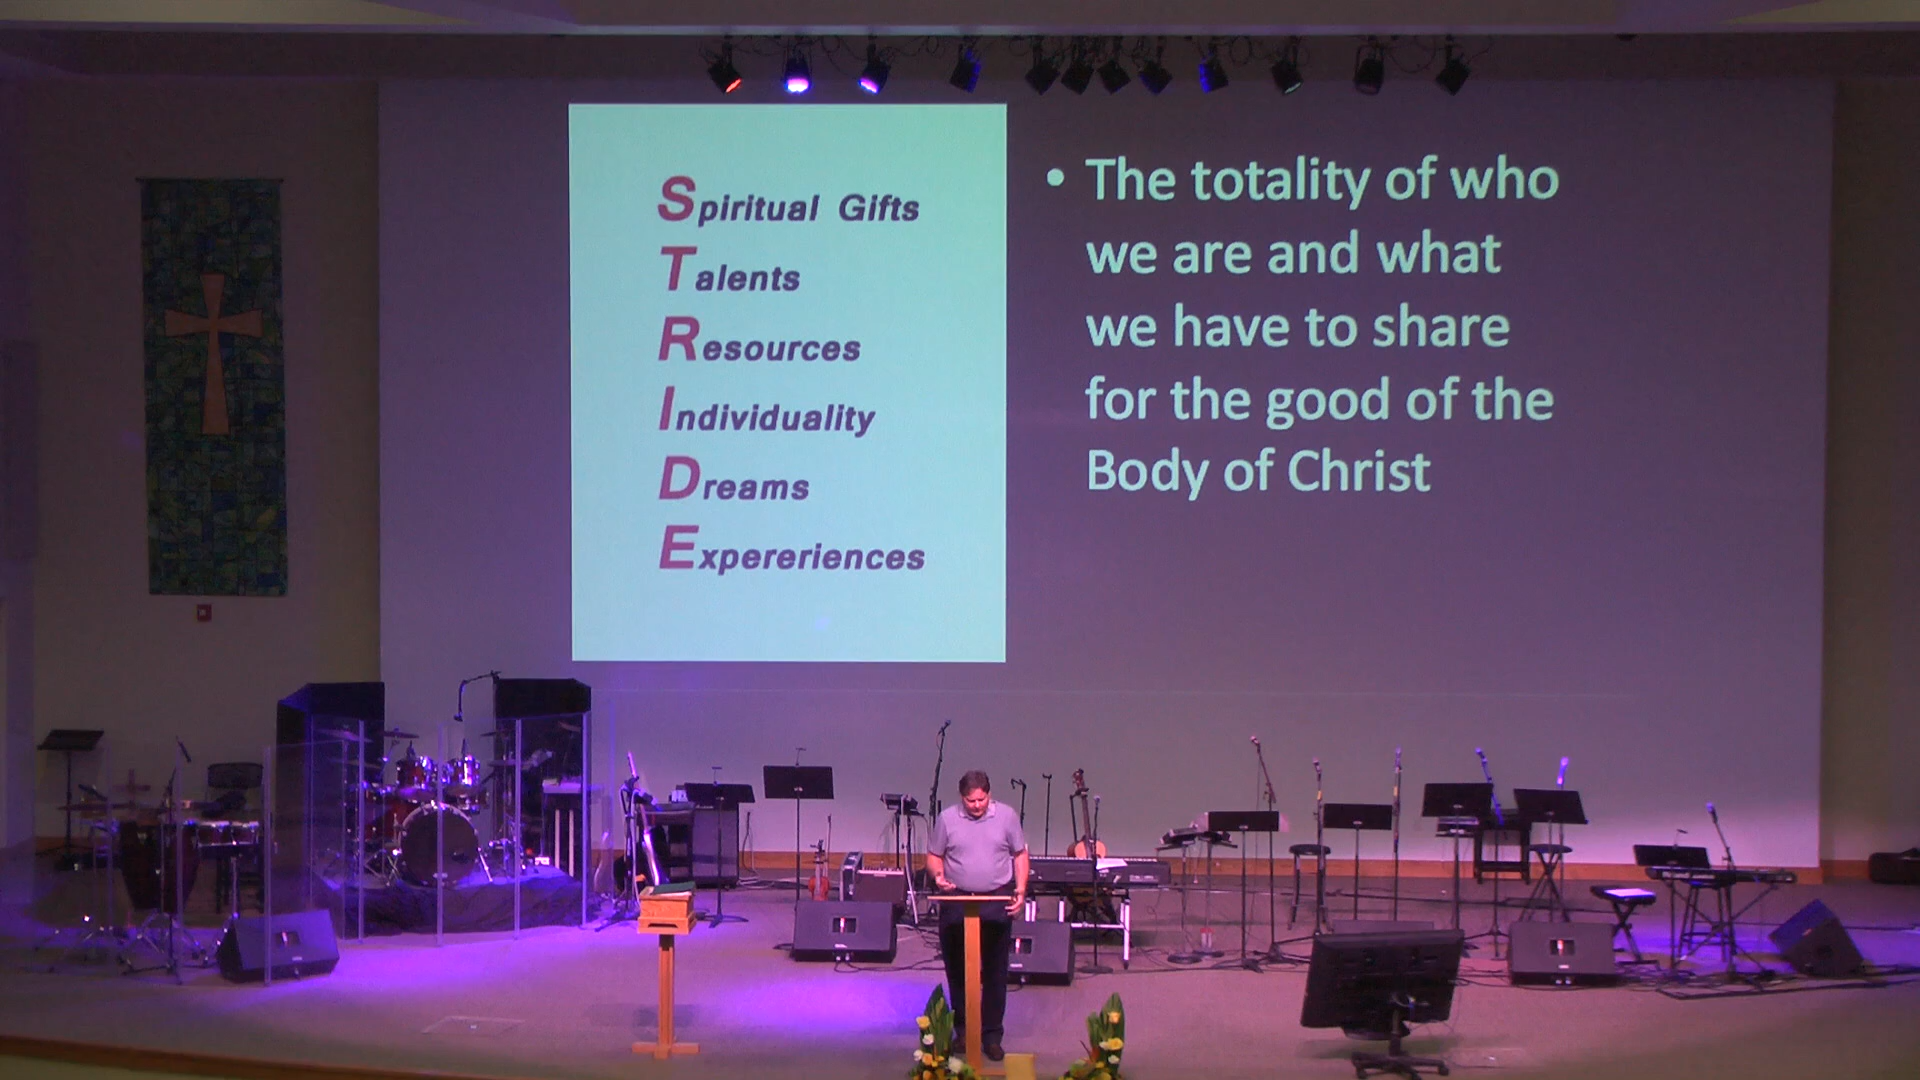 Spiritual Gifts
Talents
Resources
Individuality
Dreams
Expereriences
• The totality of who
we are and what
we have to share
for the good of the
Body of Christ